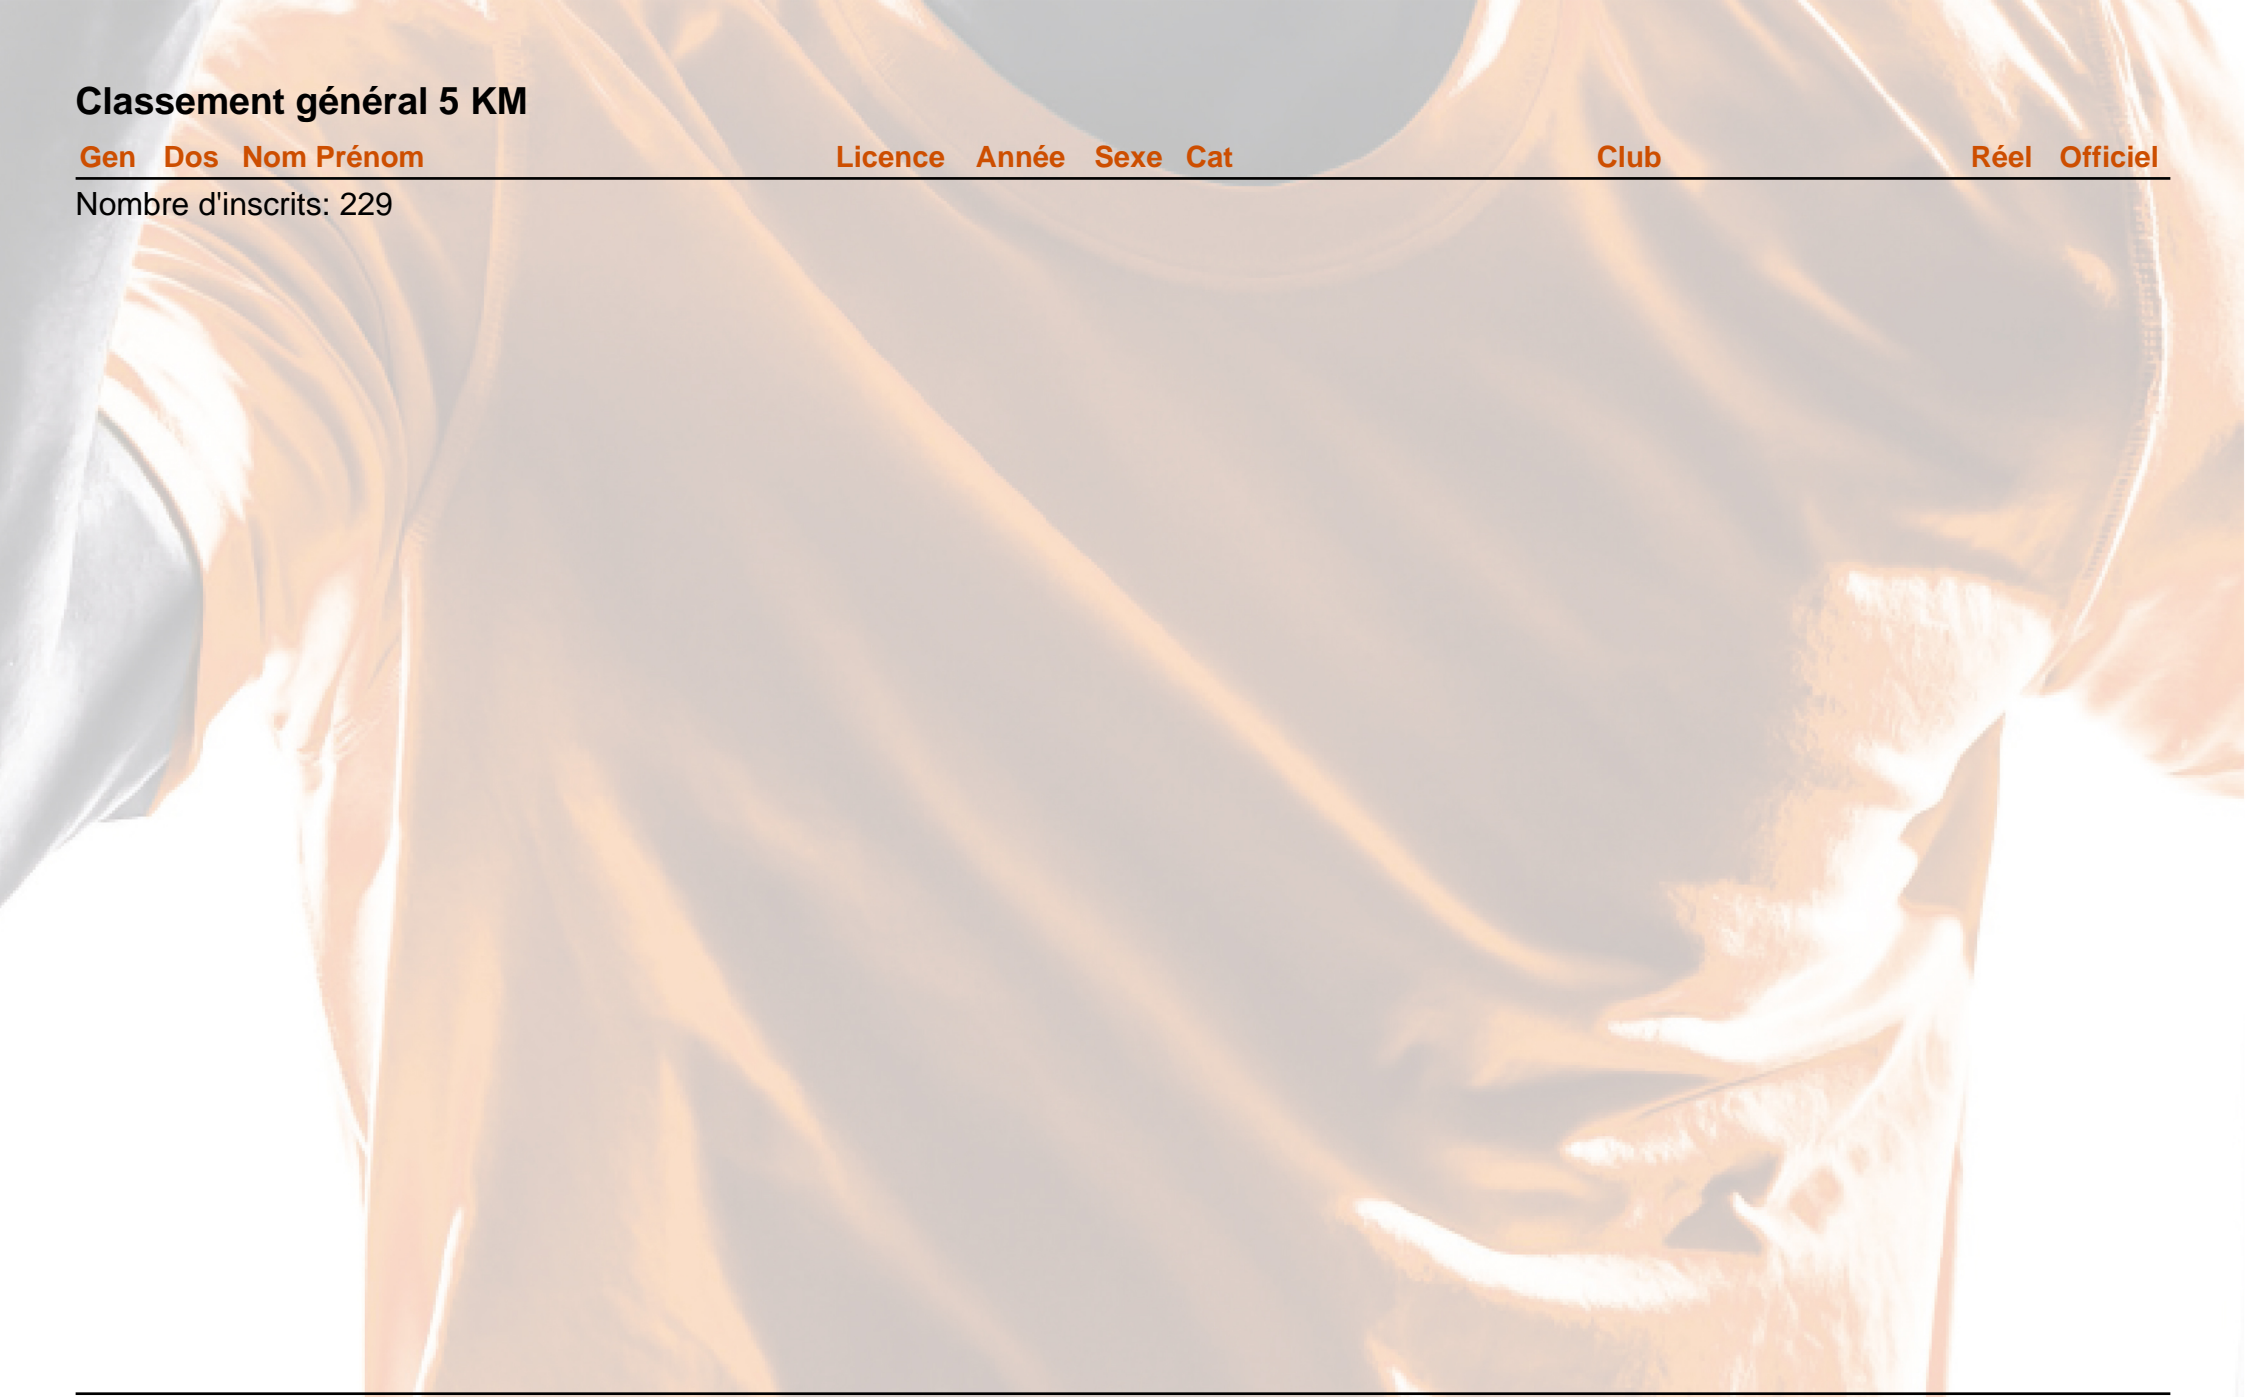 Classement général 5 KM
Gen Dos Nom Prénom Licence Année Sexe Cat Club Réel Officiel
Nombre d'inscrits: 229